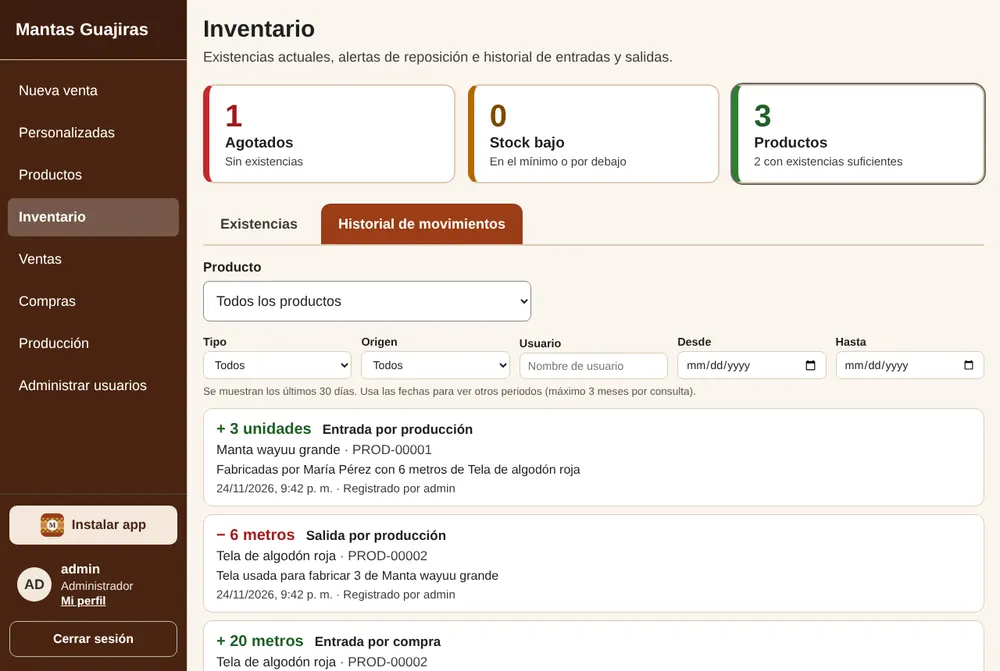 Mantas Guajiras
Nueva venta
Personalizadas
Productos
Inventario
Ventas
Compras
Producción
Administrar usuarios
M
Instalar app
AD
admin
Administrador
Mi perfil
Cerrar sesión
Inventario
Existencias actuales, alertas de reposición e historial de entradas y salidas.
1
Agotados
Sin existencias
0
Stock bajo
En el mínimo o por debajo
3
Productos
2 con existencias suficientes
Existencias
Historial de movimientos
Producto
Todos los productos
Tipo
Todos
Origen
Todos
Usuario
Nombre de usuario
Desde
mm/dd/yyyy
Hasta
mm/dd/yyyy
Se muestran los últimos 30 días. Usa las fechas para ver otros periodos (máximo 3 meses por consulta).
+ 3 unidades Entrada por producción
Manta wayuu grande · PROD-00001
Fabricadas por María Pérez con 6 metros de Tela de algodón roja
24/11/2026, 9:42 p. m. · Registrado por admin
− 6 metros Salida por producción
Tela de algodón roja · PROD-00002
Tela usada para fabricar 3 de Manta wayuu grande
24/11/2026, 9:42 p. m. · Registrado por admin
+ 20 metros Entrada por compra
Tela de algodón roja · PROD-00002